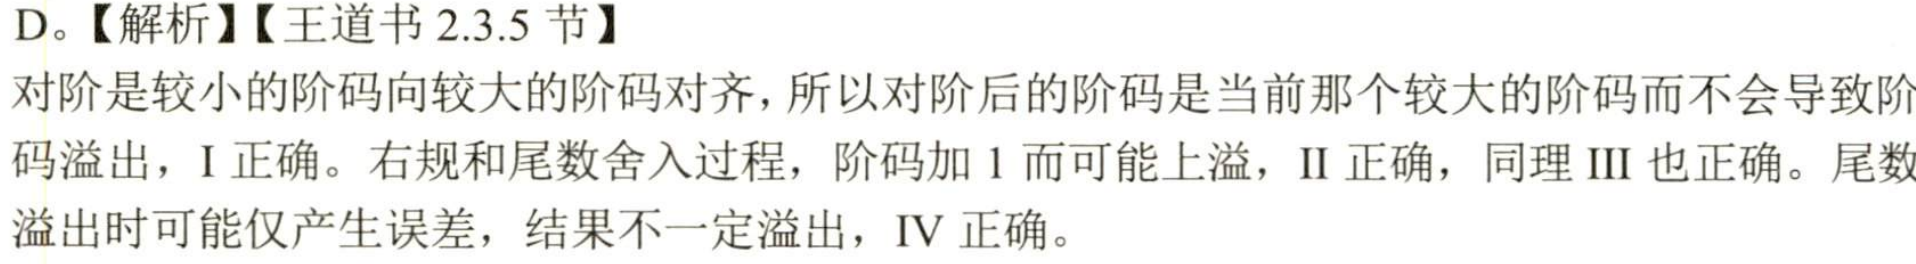 D。【解析】【王道书 2.3.5 节】
对阶是较小的阶码向较大的阶码对齐，所以对阶后的阶码是当前那个较大的阶码而不会导致阶
码溢出，I 正确。右规和尾数舍入过程，阶码加 1 而可能上溢，II 正确，同理 III 也正确。尾数
溢出时可能仅产生误差，结果不一定溢出，IV 正确。